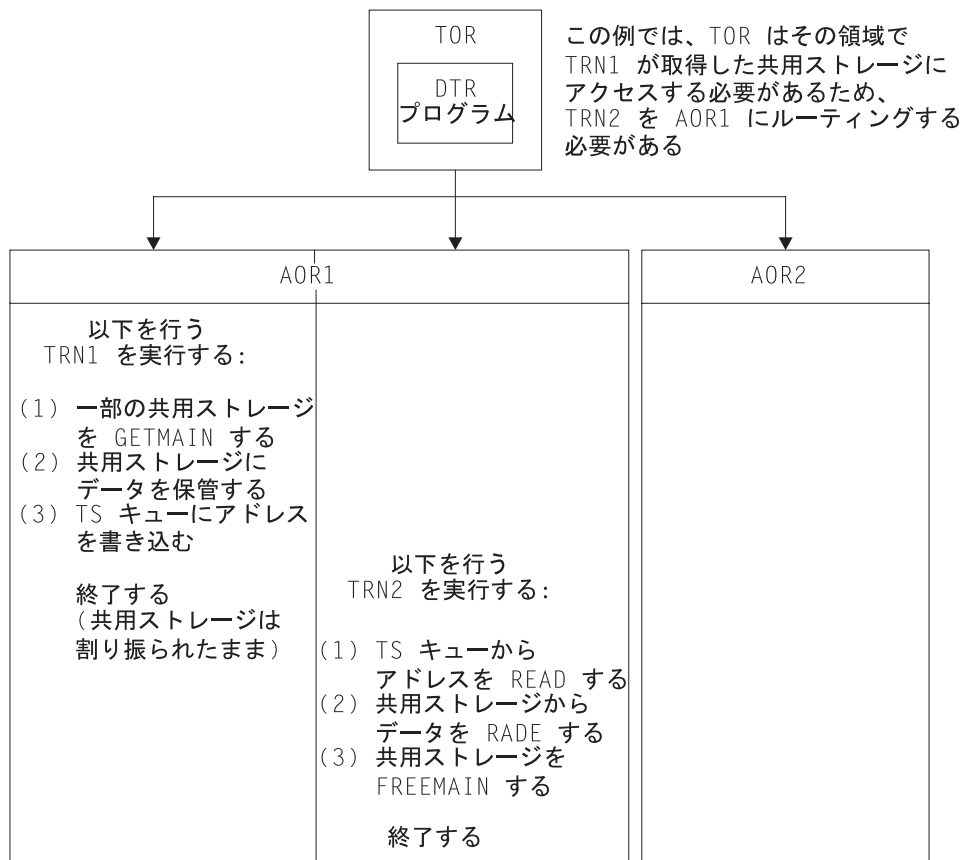 TOR
DTR
プログラム
この例では、TOR はその領域で
TRN1 が取得した共用ストレージに
アクセスする必要があるため、
TRN2 を AOR1 にルーティングする
必要がある
AOR1
以下を行う
TRN1 を実行する:
(1) 一部の共用ストレージ
を GETMAIN する
(2) 共用ストレージに
データを保管する
(3) TS キューにアドレス
を書き込む
終了する
(共用ストレージは
割り振られたまま)
以下を行う
TRN2 を実行する:
(1) TS キューから
アドレスを READ する
(2) 共用ストレージから
データを RADE する
(3) 共用ストレージを
FREEMAIN する
終了する
AOR2